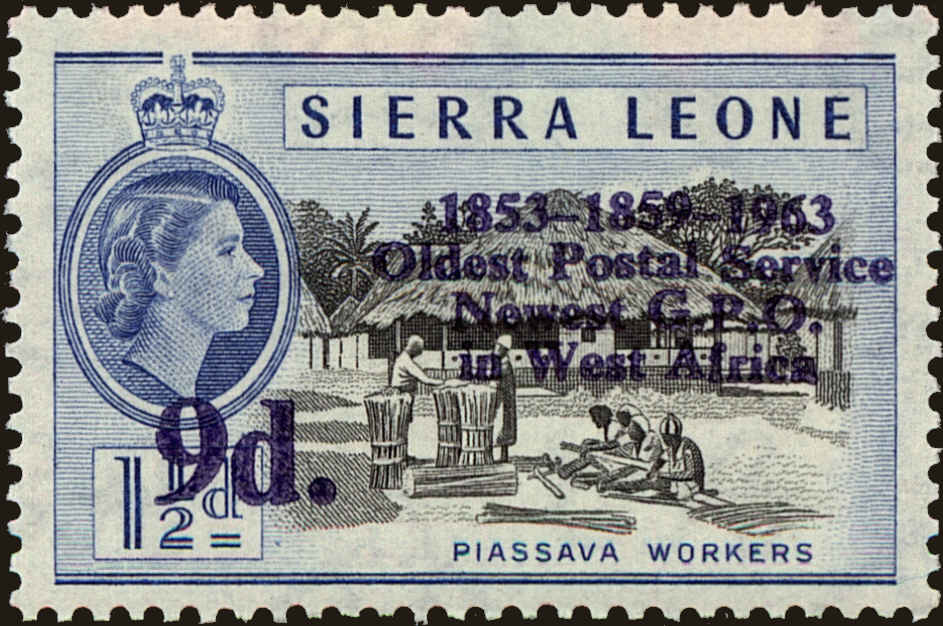 SIERRA LEONE
1853–1859–1963
Oldest Postal Service
Newest G.P.O.
in West Africa
9d.
1½d =
PIASSAVA WORKERS